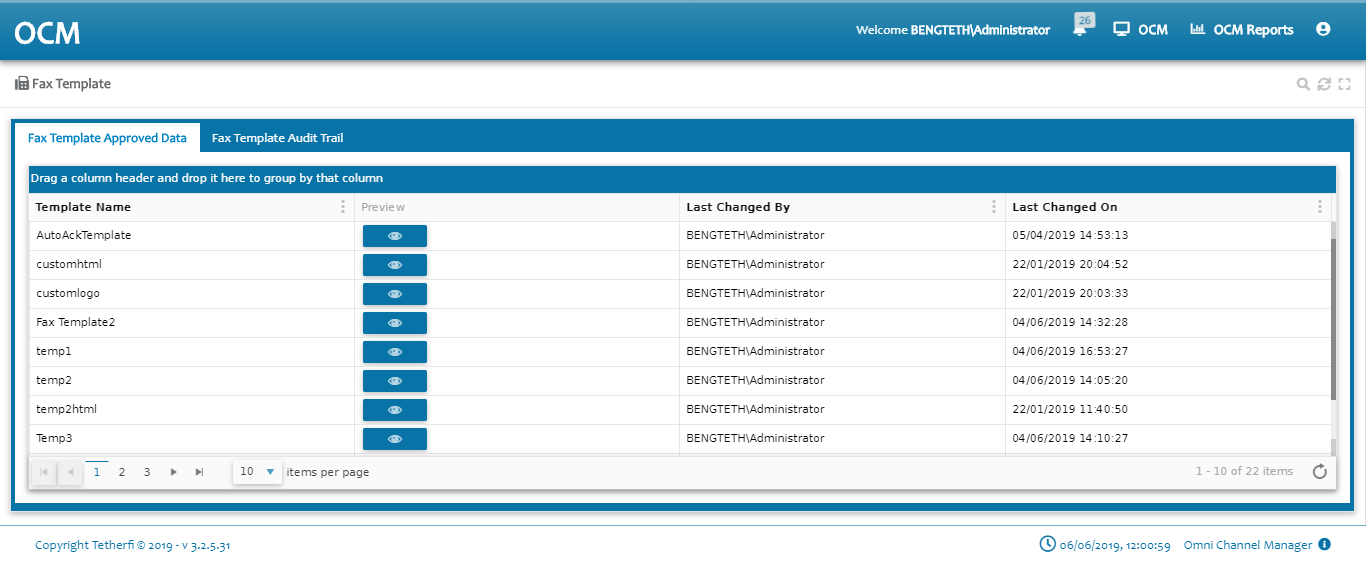 OCM
Welcome BENGTETH\Administrator 26 OCM OCM Reports
Fax Template
Fax Template Approved Data Fax Template Audit Trail
Drag a column header and drop it here to group by that column
Template Name Preview Last Changed By Last Changed On
AutoAckTemplate BENGTETH\Administrator 05/04/2019 14:53:13
customhtml BENGTETH\Administrator 22/01/2019 20:04:52
customlogo BENGTETH\Administrator 22/01/2019 20:03:33
Fax Template2 BENGTETH\Administrator 04/06/2019 14:32:28
temp1 BENGTETH\Administrator 04/06/2019 16:53:27
temp2 BENGTETH\Administrator 04/06/2019 14:05:20
temp2html BENGTETH\Administrator 22/01/2019 11:40:50
Temp3 BENGTETH\Administrator 04/06/2019 14:10:27
1 2 3 10 items per page 1 - 10 of 22 items
Copyright Tetherfi © 2019 - v 3.2.5.31 06/06/2019, 12:00:59 Omni Channel Manager